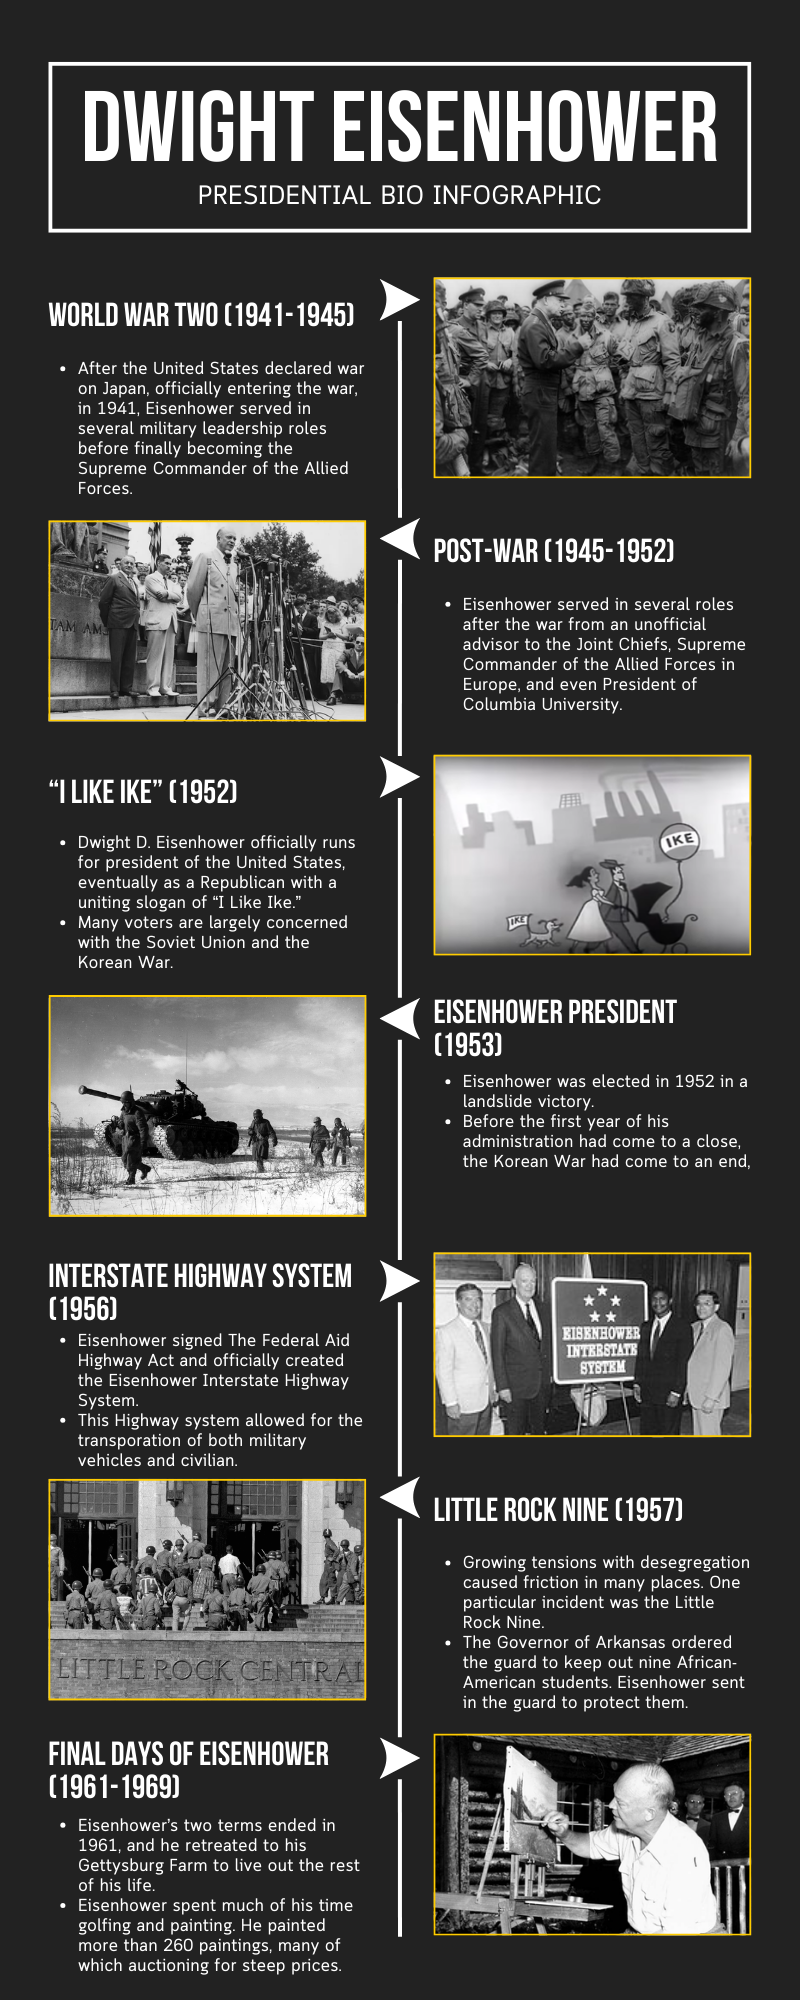 DWIGHT EISENHOWER
PRESIDENTIAL BIO INFOGRAPHIC
WORLD WAR TWO (1941-1945)
• After the United States declared war
on Japan, officially entering the war,
in 1941, Eisenhower served in
several military leadership roles
before finally becoming the
Supreme Commander of the Allied
Forces.
TAM AM
POST-WAR (1945-1952)
• Eisenhower served in several roles
after the war from an unofficial
advisor to the Joint Chiefs, Supreme
Commander of the Allied Forces in
Europe, and even President of
Columbia University.
“I LIKE IKE” (1952)
• Dwight D. Eisenhower officially runs
for president of the United States,
eventually as a Republican with a
uniting slogan of “I Like Ike.”
• Many voters are largely concerned
with the Soviet Union and the
Korean War.
IKE
IKE
EISENHOWER PRESIDENT
(1953)
• Eisenhower was elected in 1952 in a
landslide victory.
• Before the first year of his
administration had come to a close,
the Korean War had come to an end,
INTERSTATE HIGHWAY SYSTEM
(1956)
• Eisenhower signed The Federal Aid
Highway Act and officially created
the Eisenhower Interstate Highway
System.
• This Highway system allowed for the
transporation of both military
vehicles and civilian.
EISENHOWER
INTERSTATE
SYSTEM
LITTLE ROCK CENTRAL
LITTLE ROCK NINE (1957)
• Growing tensions with desegregation
caused friction in many places. One
particular incident was the Little
Rock Nine.
• The Governor of Arkansas ordered
the guard to keep out nine African-
American students. Eisenhower sent
in the guard to protect them.
FINAL DAYS OF EISENHOWER
(1961-1969)
• Eisenhower’s two terms ended in
1961, and he retreated to his
Gettysburg Farm to live out the rest
of his life.
• Eisenhower spent much of his time
golfing and painting. He painted
more than 260 paintings, many of
which auctioning for steep prices.